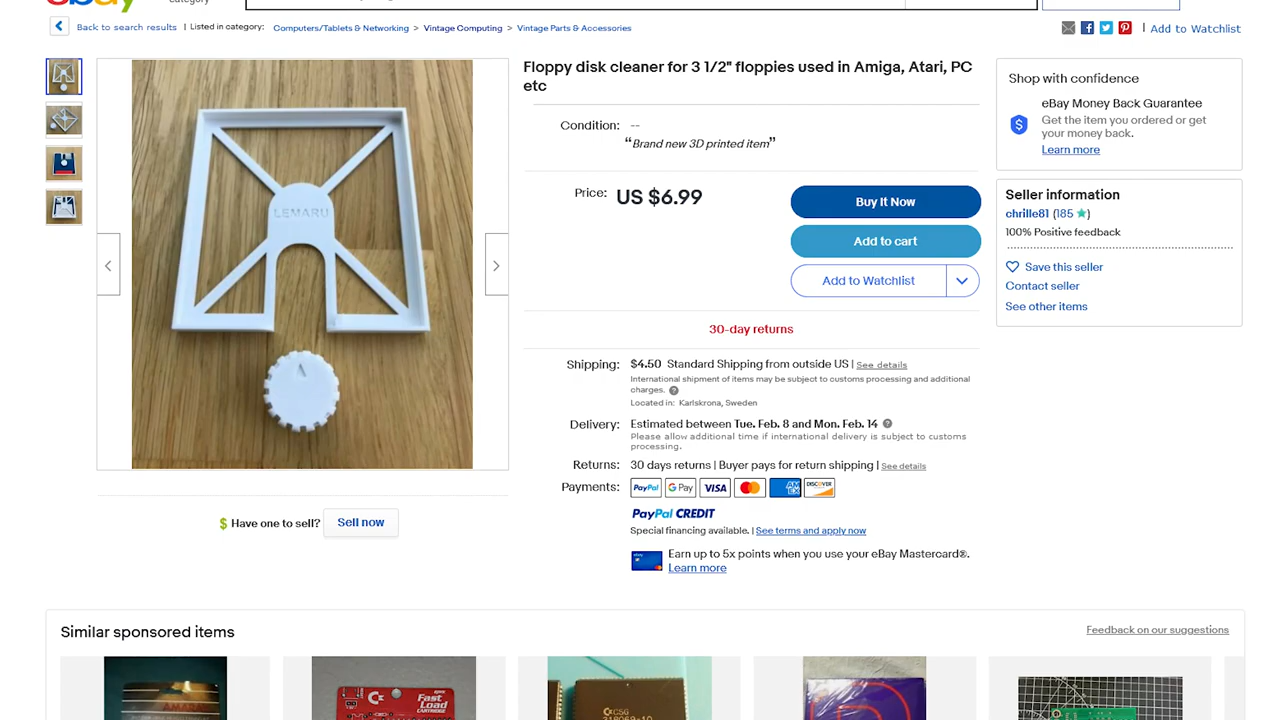 ebay
category
Back to search results | Listed in category: Computers/Tablets & Networking > Vintage Computing > Vintage Parts & Accessories
| Add to Watchlist
Floppy disk cleaner for 3 1/2" floppies used in Amiga, Atari, PC
etc
Condition: --
“Brand new 3D printed item”
Price: US $6.99
Buy It Now
Add to cart
Add to Watchlist
30-day returns
Shipping: $4.50 Standard Shipping from outside US | See details
International shipment of items may be subject to customs processing and additional
charges.
Located in: Karlskrona, Sweden
Delivery: Estimated between Tue. Feb. 8 and Mon. Feb. 14
Please allow additional time if international delivery is subject to customs
processing.
Returns: 30 days returns | Buyer pays for return shipping | See details
Payments: PayPal G Pay VISA AM EX DISCOVER
PayPal CREDIT
Special financing available. | See terms and apply now
Earn up to 5x points when you use your eBay Mastercard®.
Learn more
Shop with confidence
eBay Money Back Guarantee
Get the item you ordered or get
your money back.
Learn more
Seller information
chrille81 (185 ★)
100% Positive feedback
Save this seller
Contact seller
See other items
LEMARU
$ Have one to sell? Sell now
Similar sponsored items
Feedback on our suggestions
Fast
Load
CARTRIDGE
CSG
318069-10